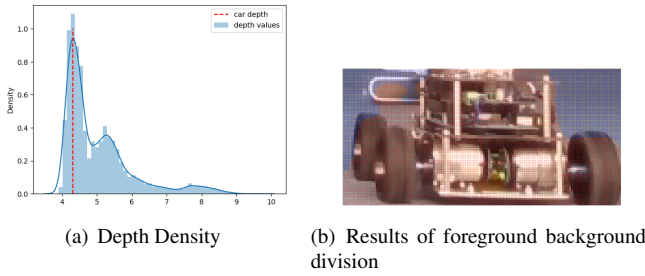 car depth
depth values
1.0
0.8
0.6
0.4
0.2
0.0
Density
4 5 6 7 8 9 10
(a) Depth Density
(b) Results of foreground background
division